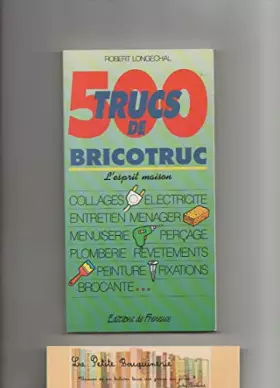 ROBERT LONGECHAL
500
TRUCS
DE
BRICOTRUC
L'esprit maison
COLLAGES ELECTRICITE
ENTRETIEN MENAGER
MENUISERIE PERÇAGE
PLOMBERIE REVETEMENTS
PEINTURE FIXATIONS
BROCANTE...
Editions de Fanval
La Petite Bouquinerie